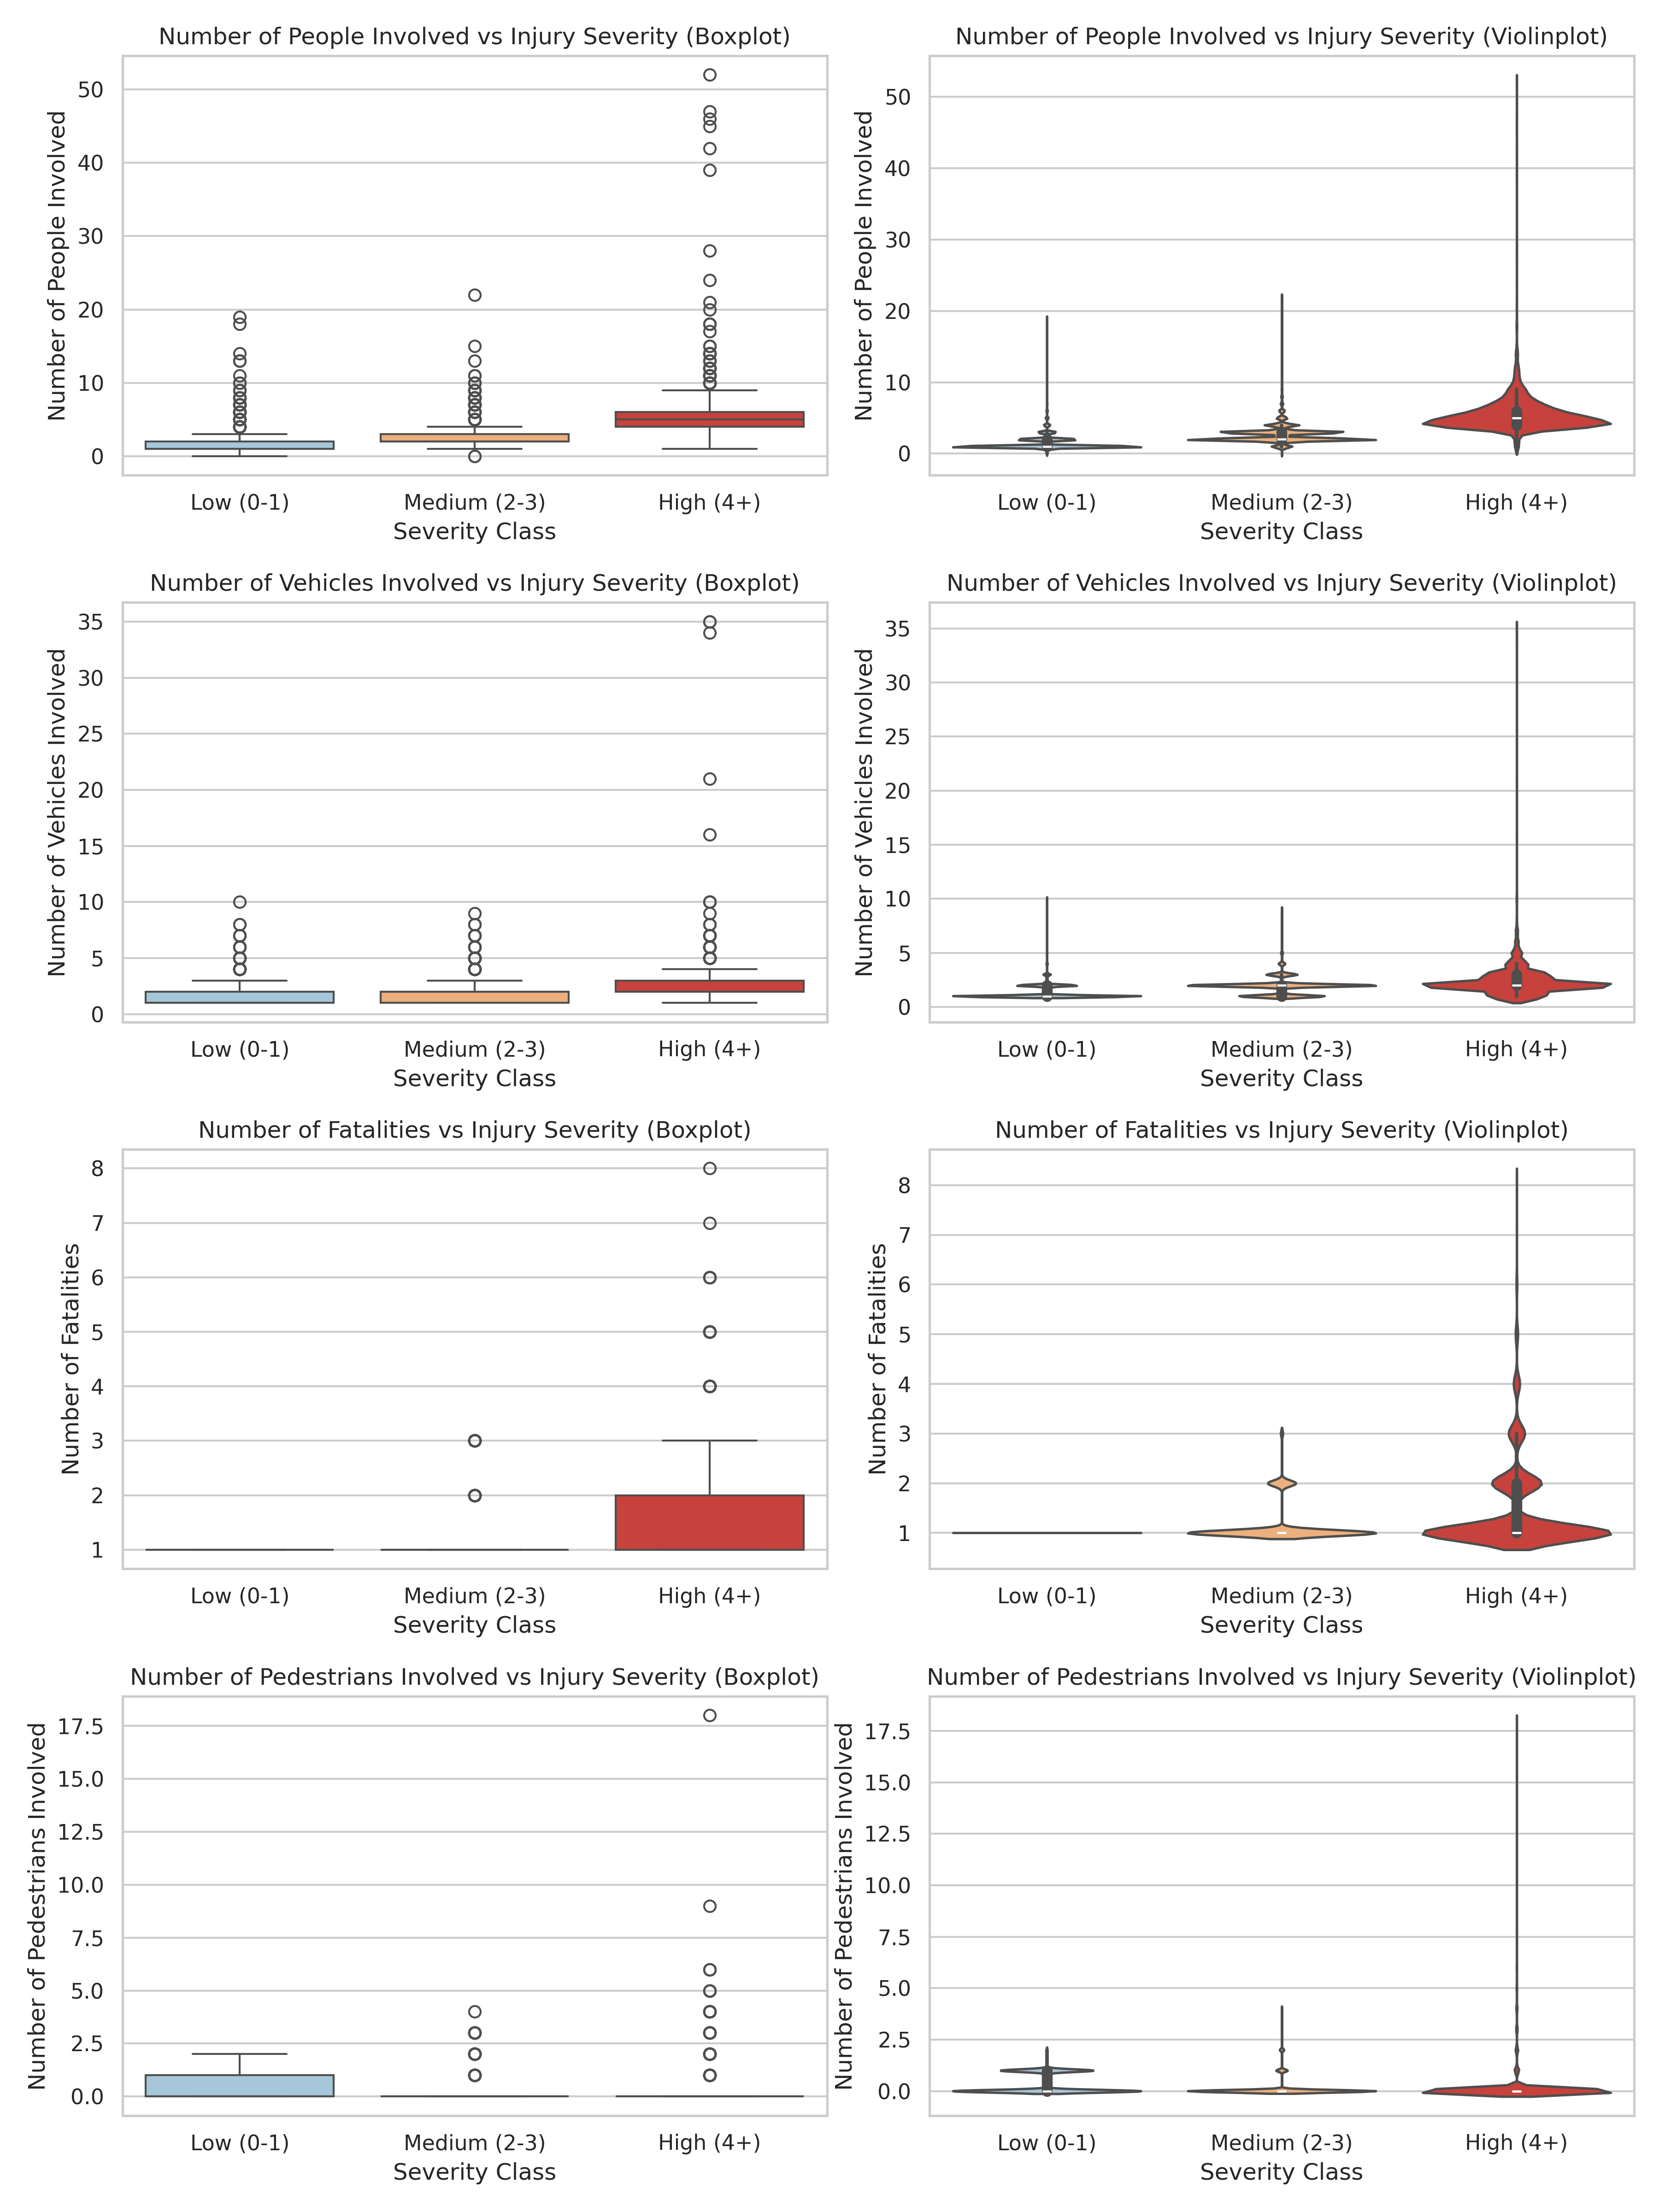 Number of People Involved vs Injury Severity (Boxplot)
Number of People Involved
50
40
30
20
10
0
Low (0-1)
Medium (2-3)
High (4+)
Severity Class
Number of People Involved vs Injury Severity (Violinplot)
Number of People Involved
50
40
30
20
10
0
Low (0-1)
Medium (2-3)
High (4+)
Severity Class
Number of Vehicles Involved vs Injury Severity (Boxplot)
Number of Vehicles Involved
35
30
25
20
15
10
5
0
Low (0-1)
Medium (2-3)
High (4+)
Severity Class
Number of Vehicles Involved vs Injury Severity (Violinplot)
Number of Vehicles Involved
35
30
25
20
15
10
5
0
Low (0-1)
Medium (2-3)
High (4+)
Severity Class
Number of Fatalities vs Injury Severity (Boxplot)
Number of Fatalities
8
7
6
5
4
3
2
1
Low (0-1)
Medium (2-3)
High (4+)
Severity Class
Number of Fatalities vs Injury Severity (Violinplot)
Number of Fatalities
8
7
6
5
4
3
2
1
Low (0-1)
Medium (2-3)
High (4+)
Severity Class
Number of Pedestrians Involved vs Injury Severity (Boxplot)
Number of Pedestrians Involved
17.5
15.0
12.5
10.0
7.5
5.0
2.5
0.0
Low (0-1)
Medium (2-3)
High (4+)
Severity Class
Number of Pedestrians Involved vs Injury Severity (Violinplot)
Number of Pedestrians Involved
17.5
15.0
12.5
10.0
7.5
5.0
2.5
0.0
Low (0-1)
Medium (2-3)
High (4+)
Severity Class